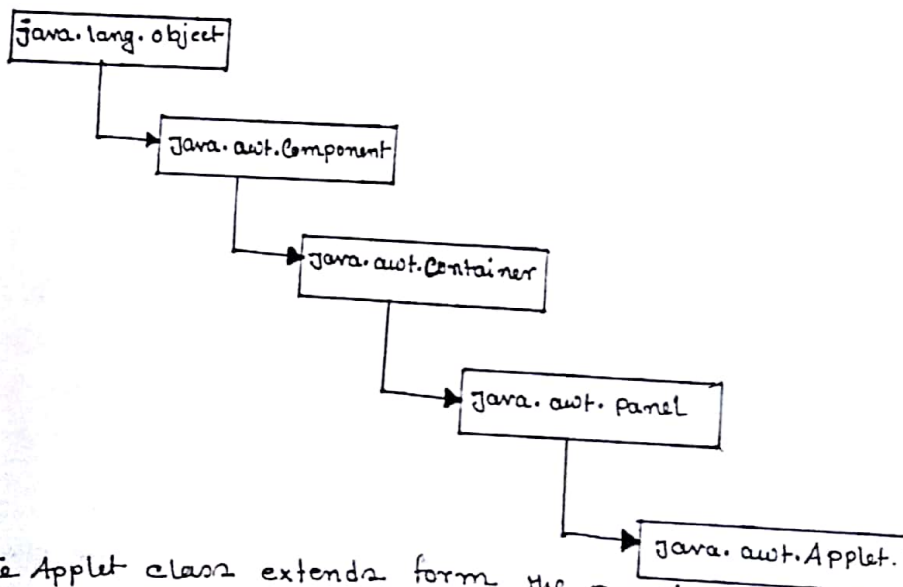 java.lang.object
java.awt.Component
java.awt.Container
java.awt.panel
java.awt.Applet.
Applet class extends form